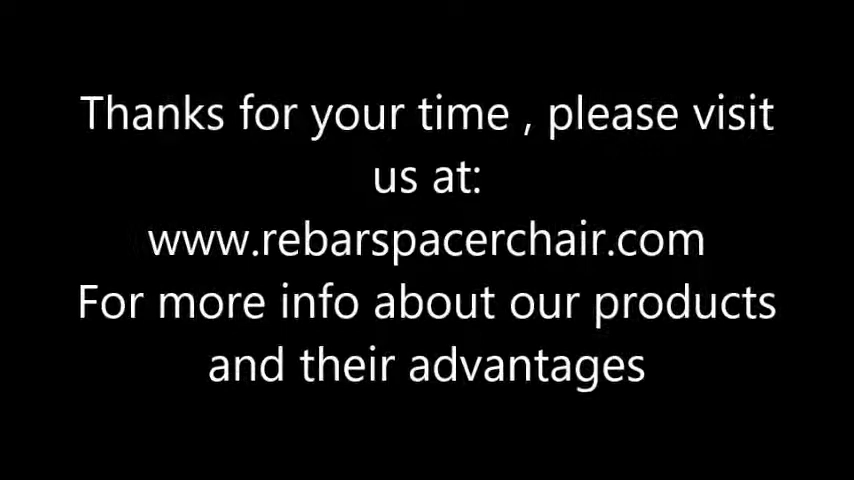 Thanks for your time , please visit
us at:
www.rebarspacerchair.com
For more info about our products
and their advantages